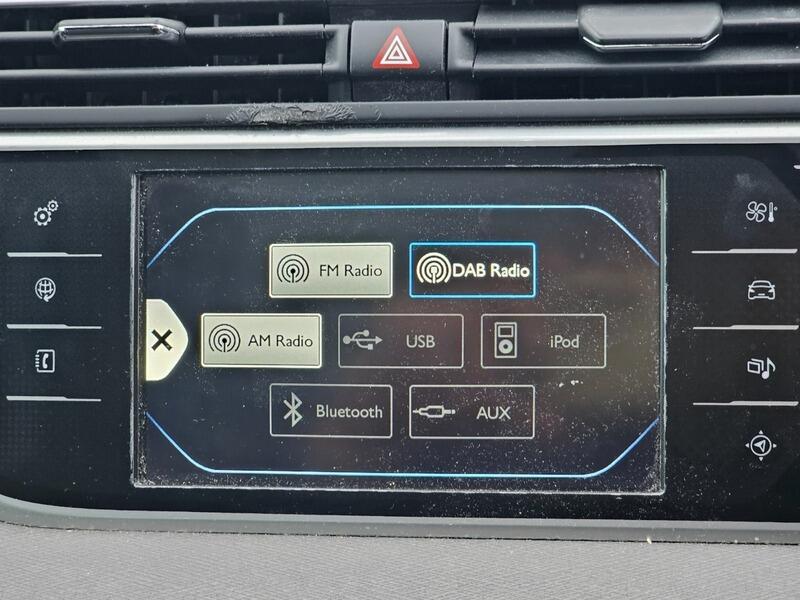 FM Radio
DAB Radio
AM Radio
USB
iPod
Bluetooth
AUX